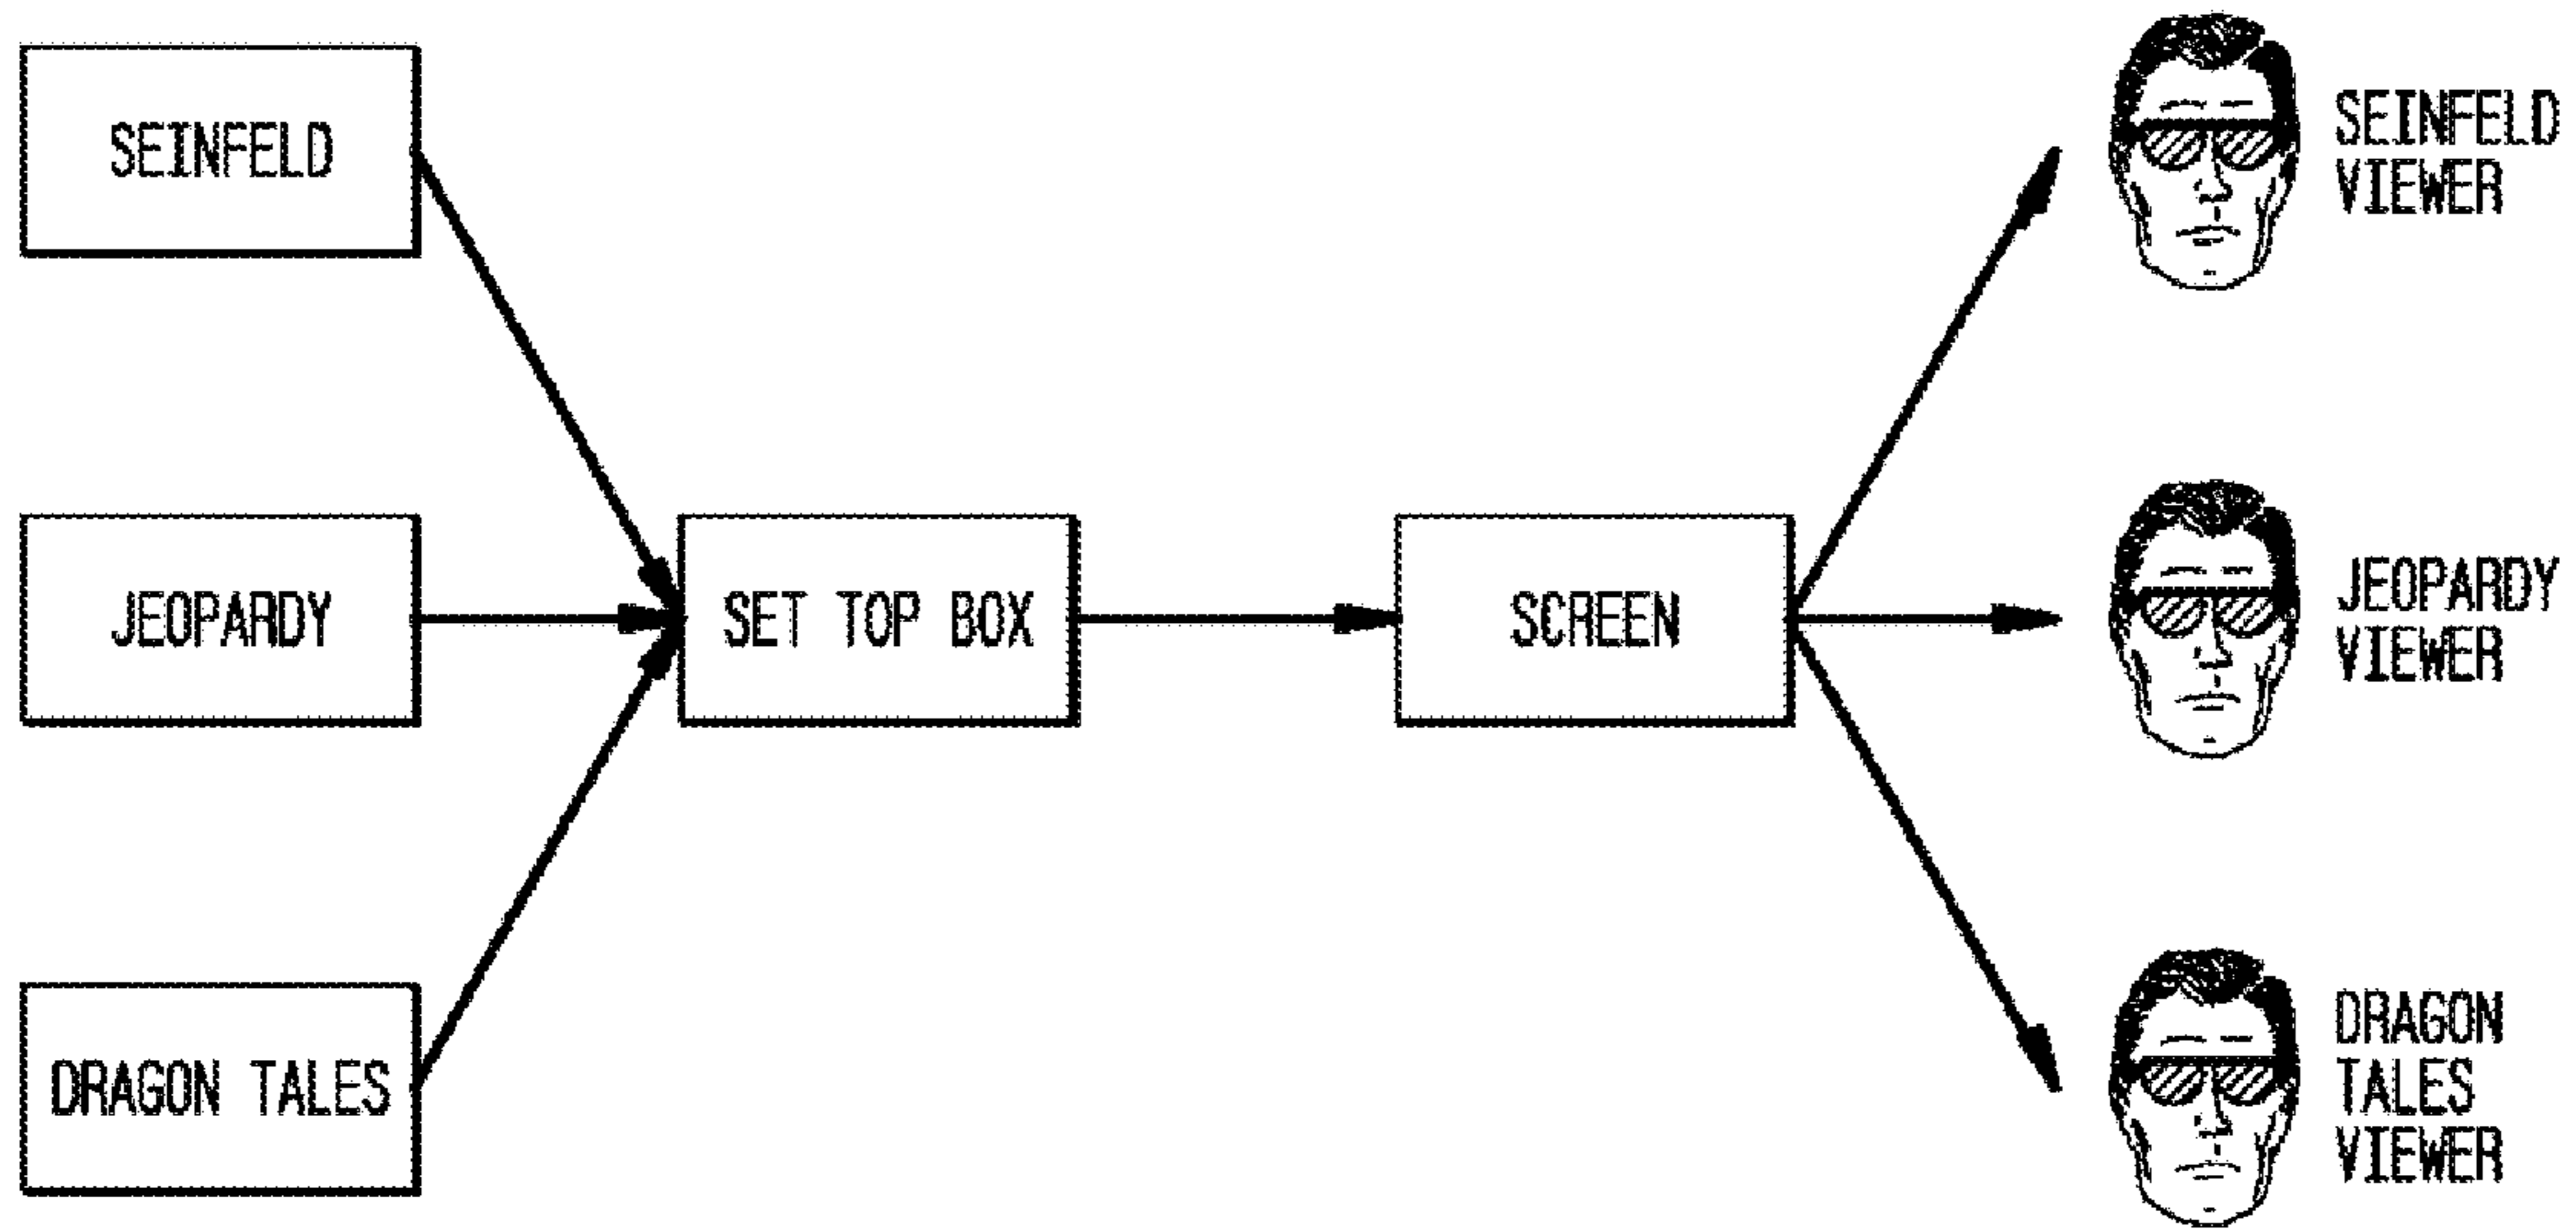 SEINFELD
SEINFELD
VIEWER
JEOPARDY
SET TOP BOX
SCREEN
JEOPARDY
VIEWER
DRAGON TALES
DRAGON
TALES
VIEWER